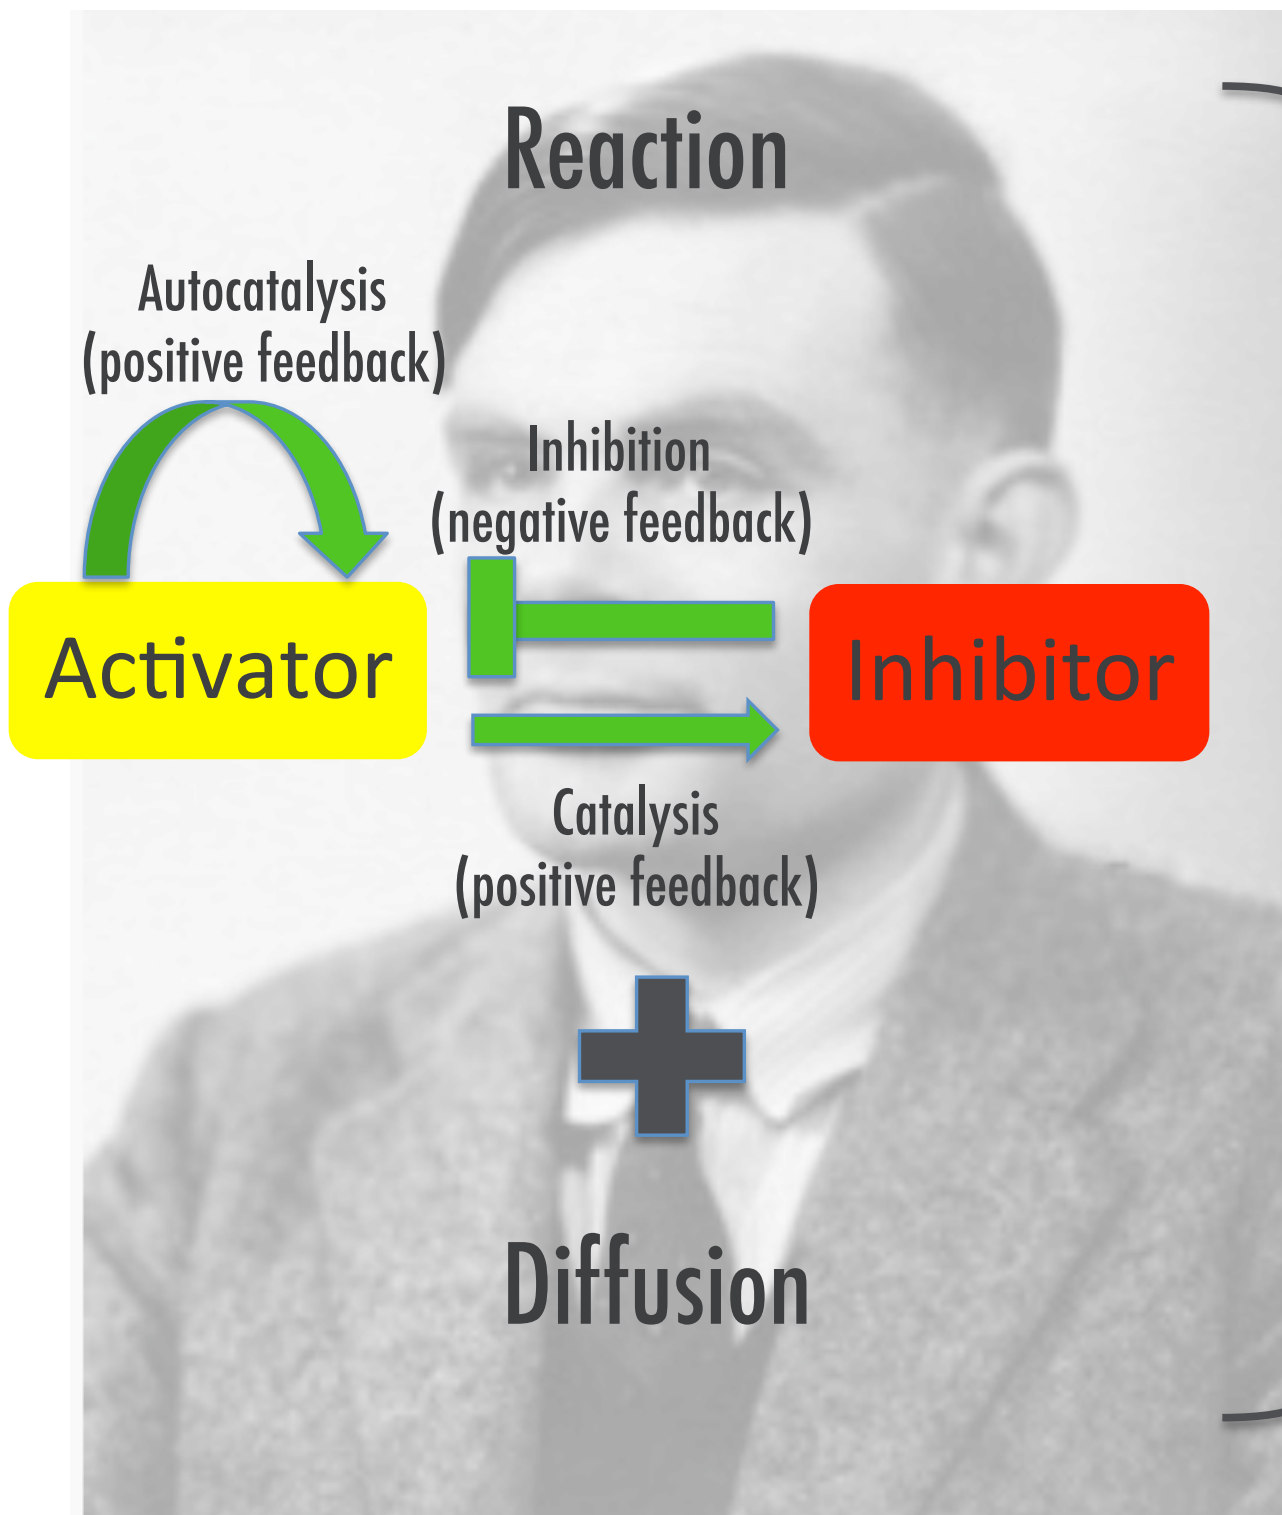 Reaction
Autocatalysis
(positive feedback)
Inhibition
(negative feedback)
Activator
Inhibitor
Catalysis
(positive feedback)
Diffusion